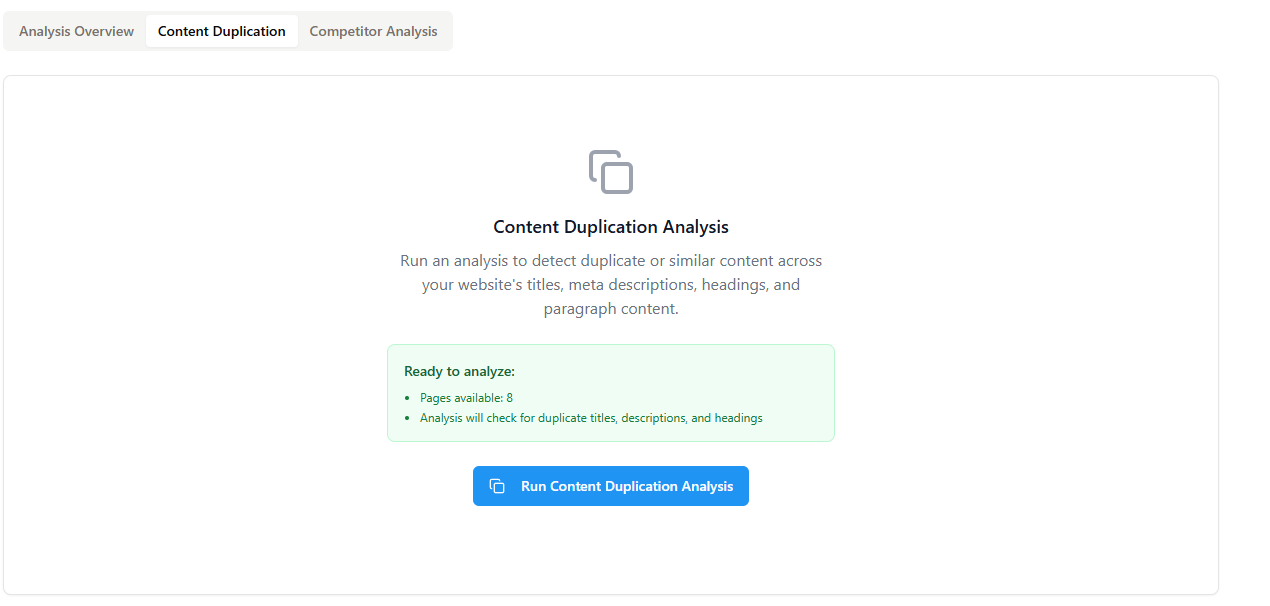 Analysis Overview Content Duplication Competitor Analysis
Content Duplication Analysis
Run an analysis to detect duplicate or similar content across
your website's titles, meta descriptions, headings, and
paragraph content.
Ready to analyze:
• Pages available: 8
• Analysis will check for duplicate titles, descriptions, and headings
Run Content Duplication Analysis